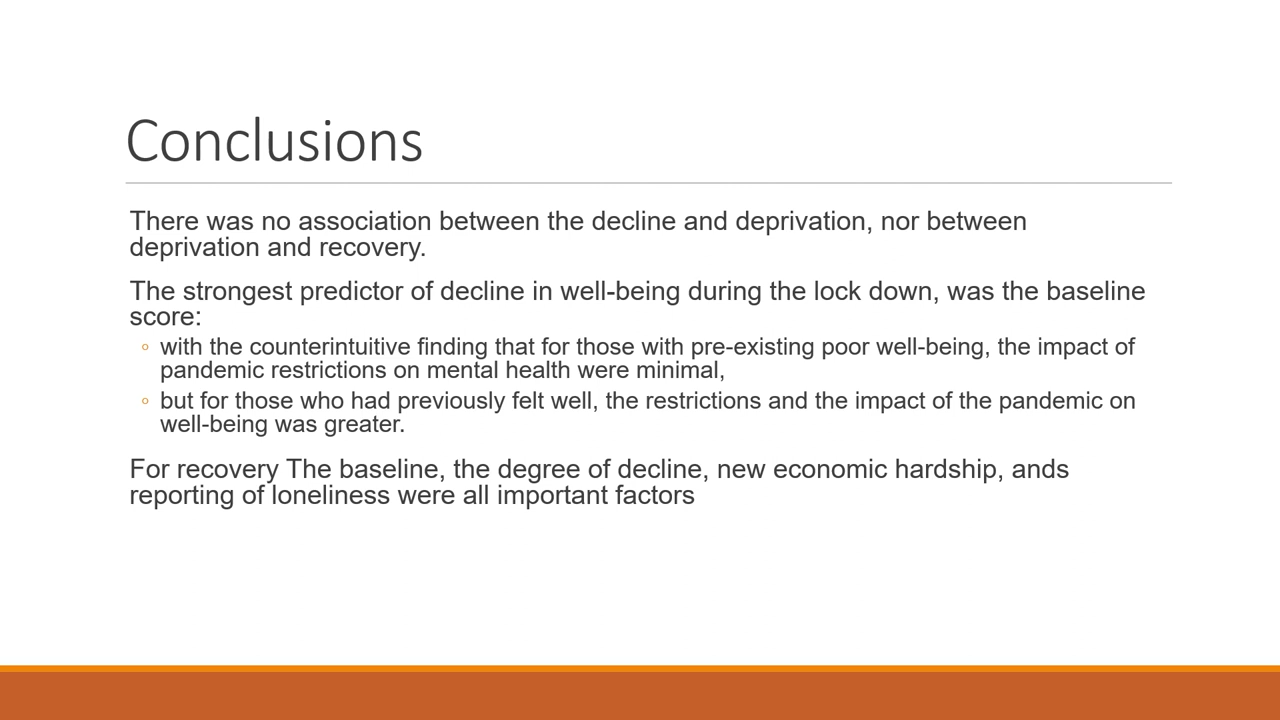 Conclusions
There was no association between the decline and deprivation, nor between
deprivation and recovery.
The strongest predictor of decline in well-being during the lock down, was the baseline
score:
◦ with the counterintuitive finding that for those with pre-existing poor well-being, the impact of
pandemic restrictions on mental health were minimal,
◦ but for those who had previously felt well, the restrictions and the impact of the pandemic on
well-being was greater.
For recovery The baseline, the degree of decline, new economic hardship, ands
reporting of loneliness were all important factors